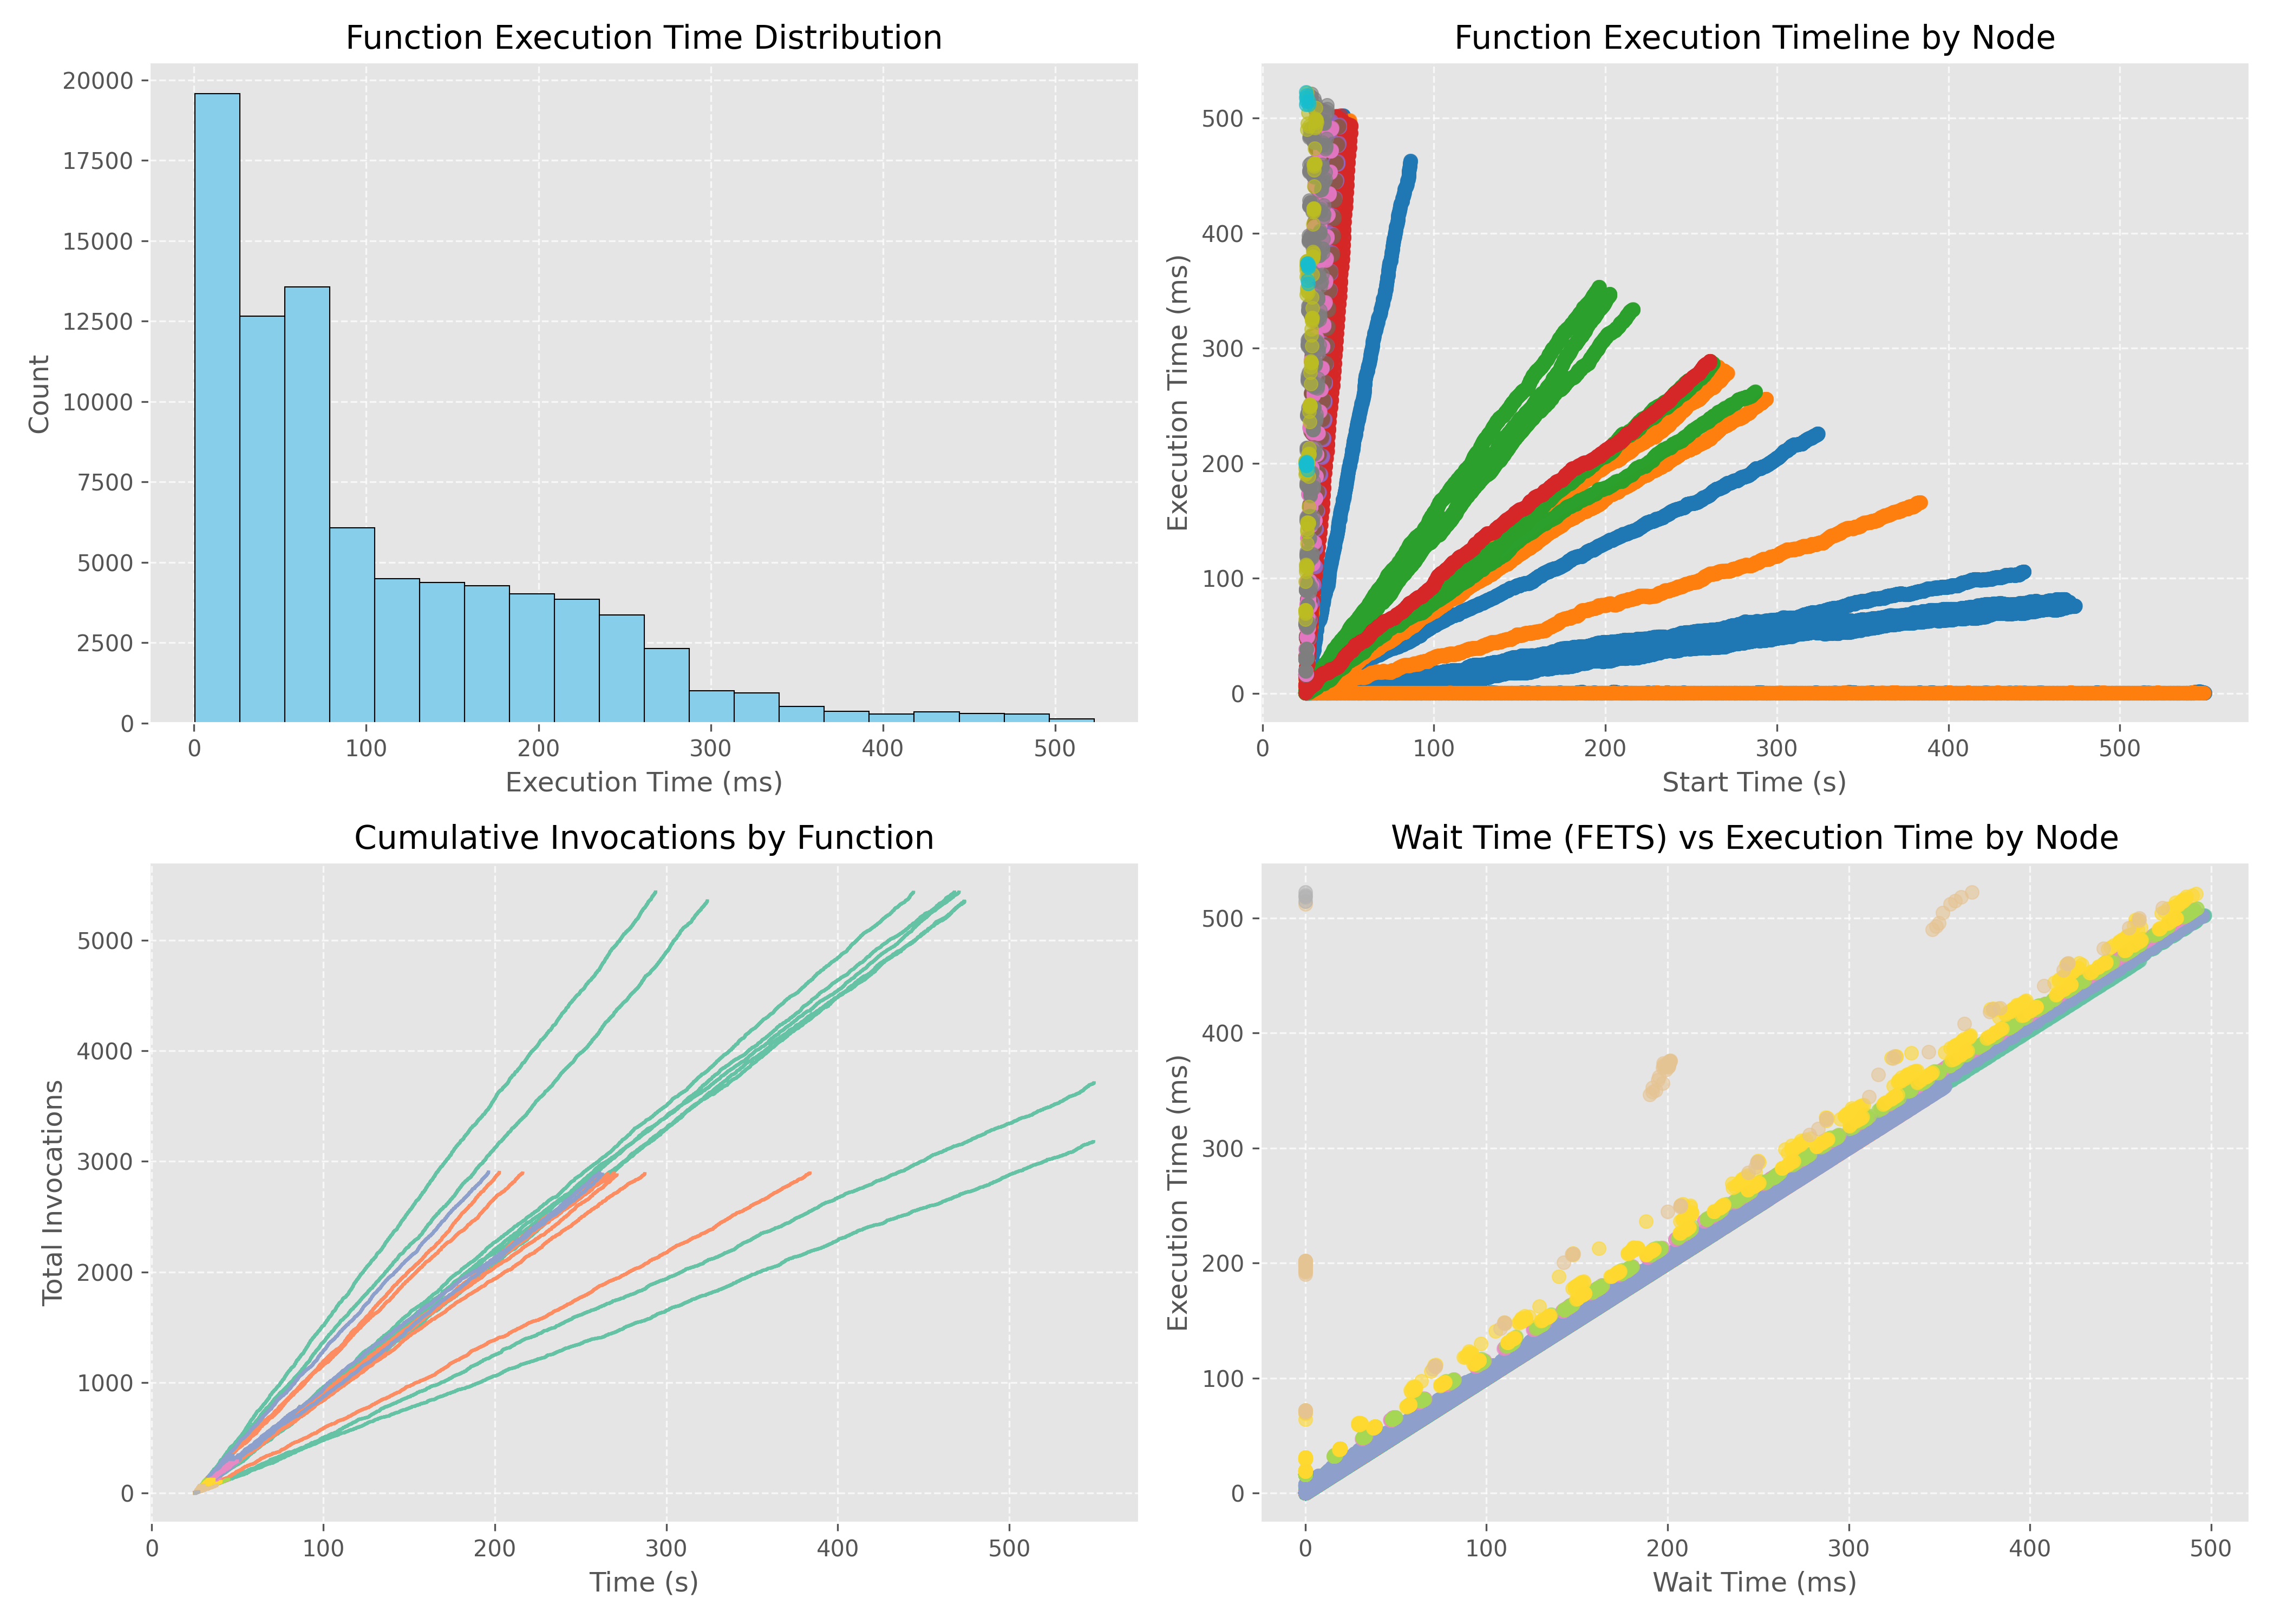 Function Execution Time Distribution
20000
17500
15000
12500
10000
7500
5000
2500
0
Count
0 100 200 300 400 500
Execution Time (ms)
Function Execution Timeline by Node
500
400
300
200
100
0
Execution Time (ms)
0 100 200 300 400 500
Start Time (s)
Cumulative Invocations by Function
5000
4000
3000
2000
1000
0
Total Invocations
0 100 200 300 400 500
Time (s)
Wait Time (FETS) vs Execution Time by Node
500
400
300
200
100
0
Execution Time (ms)
0 100 200 300 400 500
Wait Time (ms)